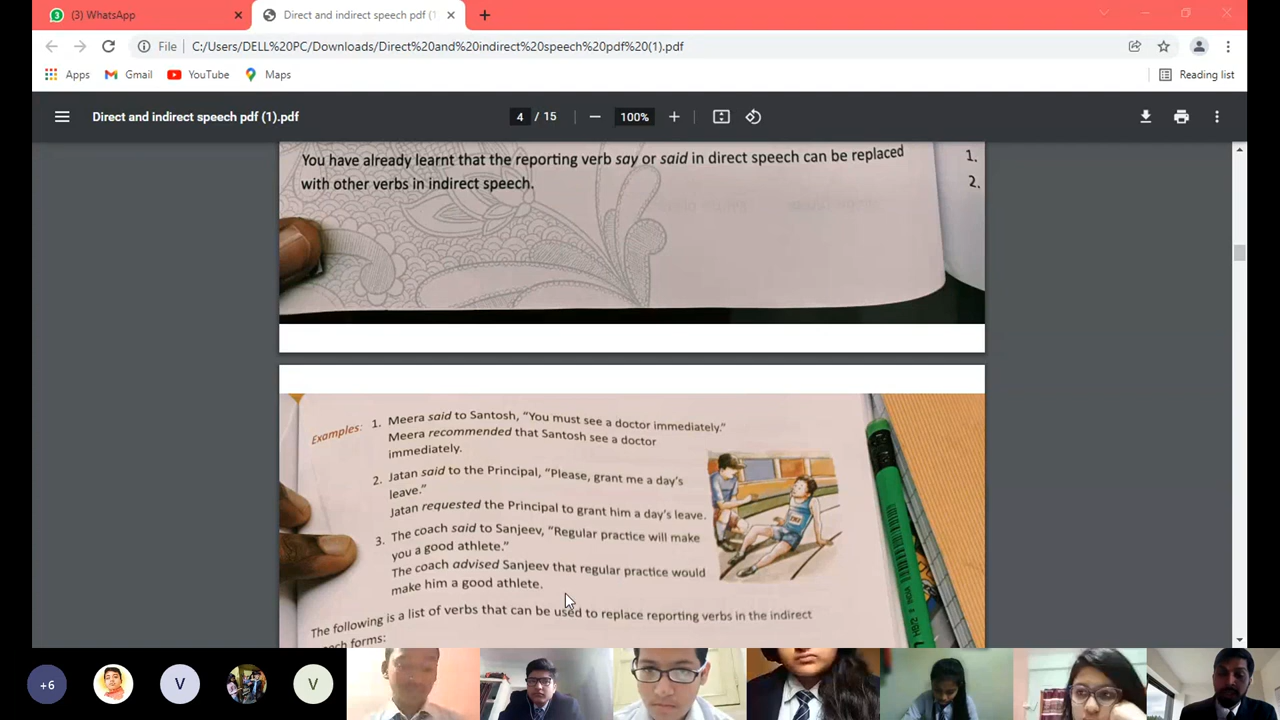 (3) WhatsApp
Direct and indirect speech pdf (1
File
C:/Users/DELL%20PC/Downloads/Direct%20and%20indirect%20speech%20pdf%20(1).pdf
Apps
Gmail
YouTube
Maps
Reading list
Direct and indirect speech pdf (1).pdf
4 / 15
100%
You have already learnt that the reporting verb say or said in direct speech can be replaced
with other verbs in indirect speech.
1.
2.
Examples: 1. Meera said to Santosh, “You must see a doctor immediately.”
Meera recommended that Santosh see a doctor
immediately.
2. Jatan said to the Principal, “Please, grant me a day’s
leave.”
Jatan requested the Principal to grant him a day’s leave.
3. The coach said to Sanjeev, “Regular practice will make
you a good athlete.”
The coach advised Sanjeev that regular practice would
make him a good athlete.
The following is a list of verbs that can be used to replace reporting verbs in the indirect
forms:
+6
V
V